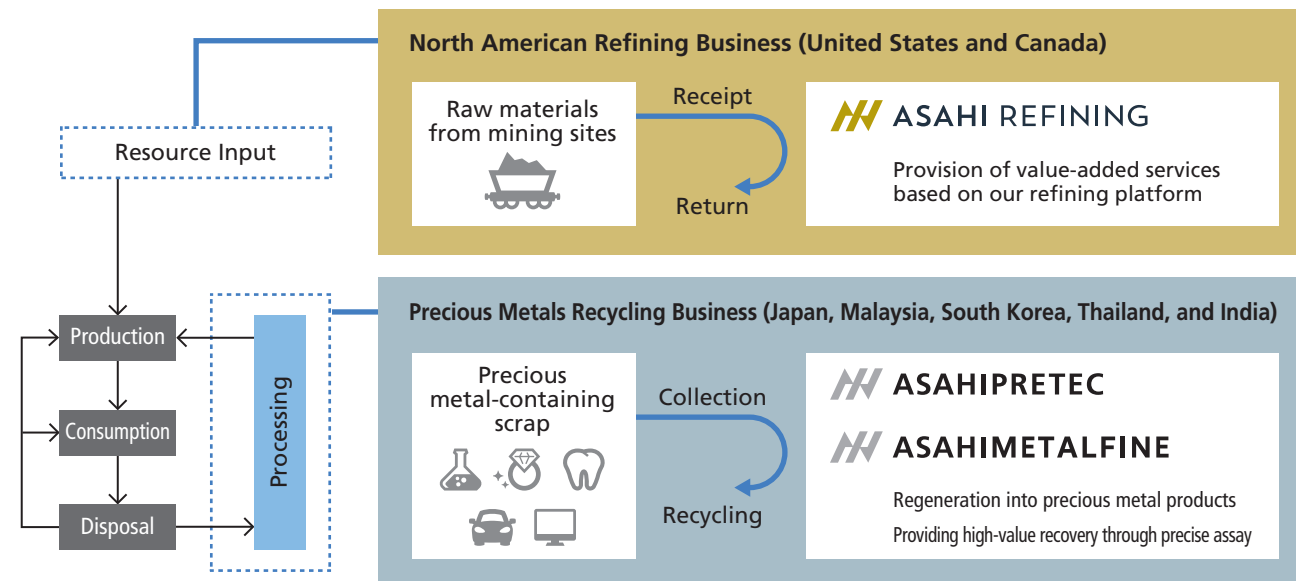 North American Refining Business (United States and Canada)
Raw materials
from mining sites
Receipt
Return
ASAHI REFINING
Provision of value-added services
based on our refining platform
Resource Input
Production
Consumption
Disposal
Processing
Precious Metals Recycling Business (Japan, Malaysia, South Korea, Thailand, and India)
Precious
metal-containing
scrap
Collection
Recycling
ASAHIPRETEC
ASAHIMETALFINE
Regeneration into precious metal products
Providing high-value recovery through precise assay